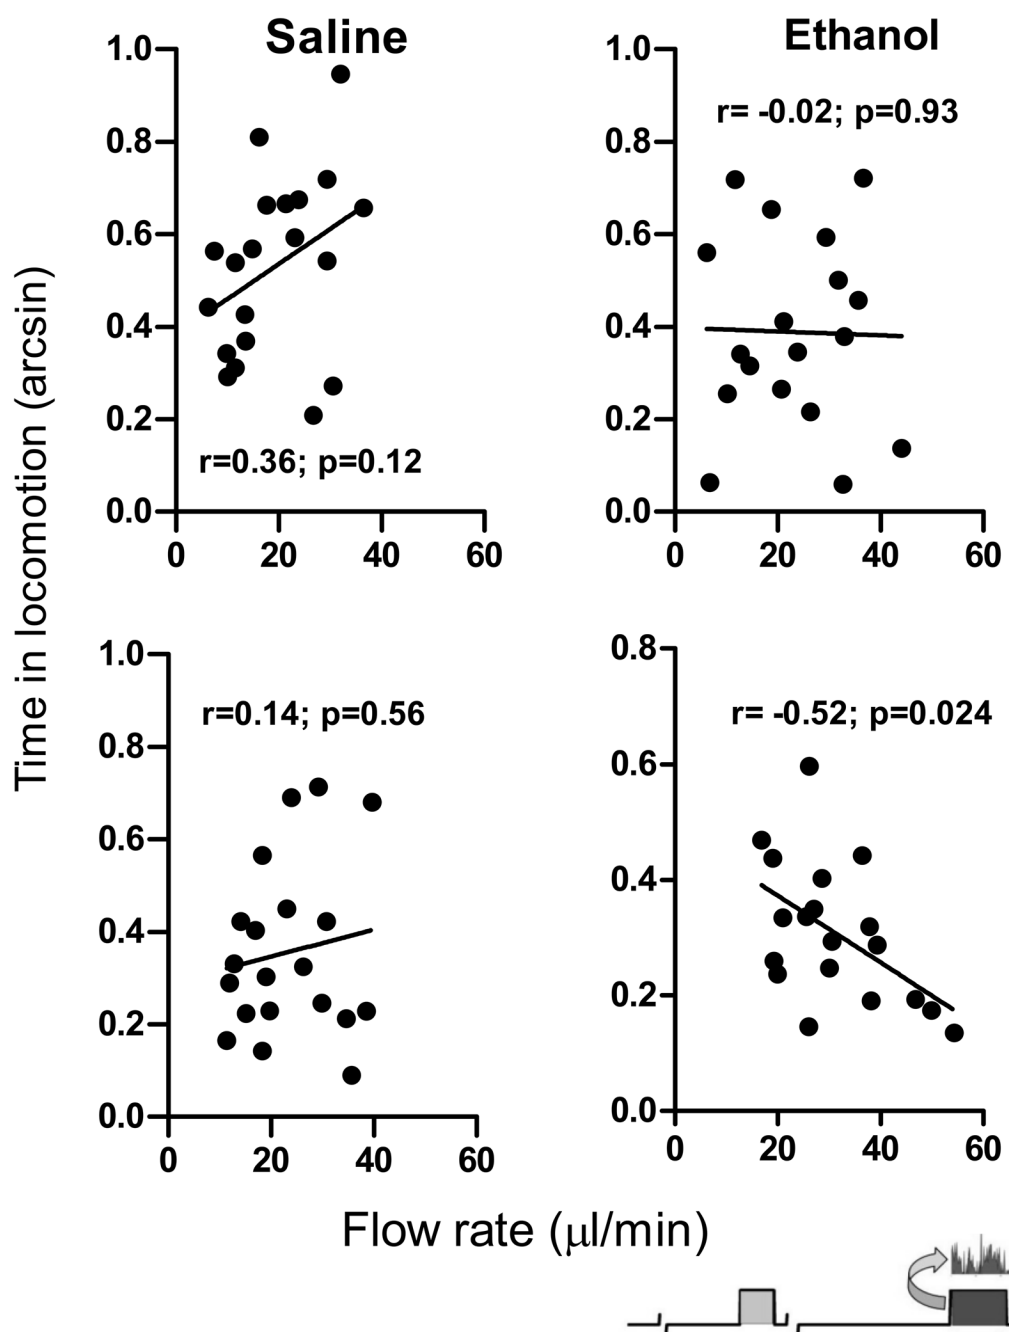 Saline
Ethanol
Time in locomotion (arcsin)
1.0
0.8
0.6
0.4
0.2
0.0
r=0.36; p=0.12
0 20 40 60
1.0
0.8
0.6
0.4
0.2
0.0
r= -0.02; p=0.93
0 20 40 60
1.0
0.8
0.6
0.4
0.2
0.0
r=0.14; p=0.56
0 20 40 60
0.8
0.6
0.4
0.2
0.0
r= -0.52; p=0.024
0 20 40 60
Flow rate (μl/min)